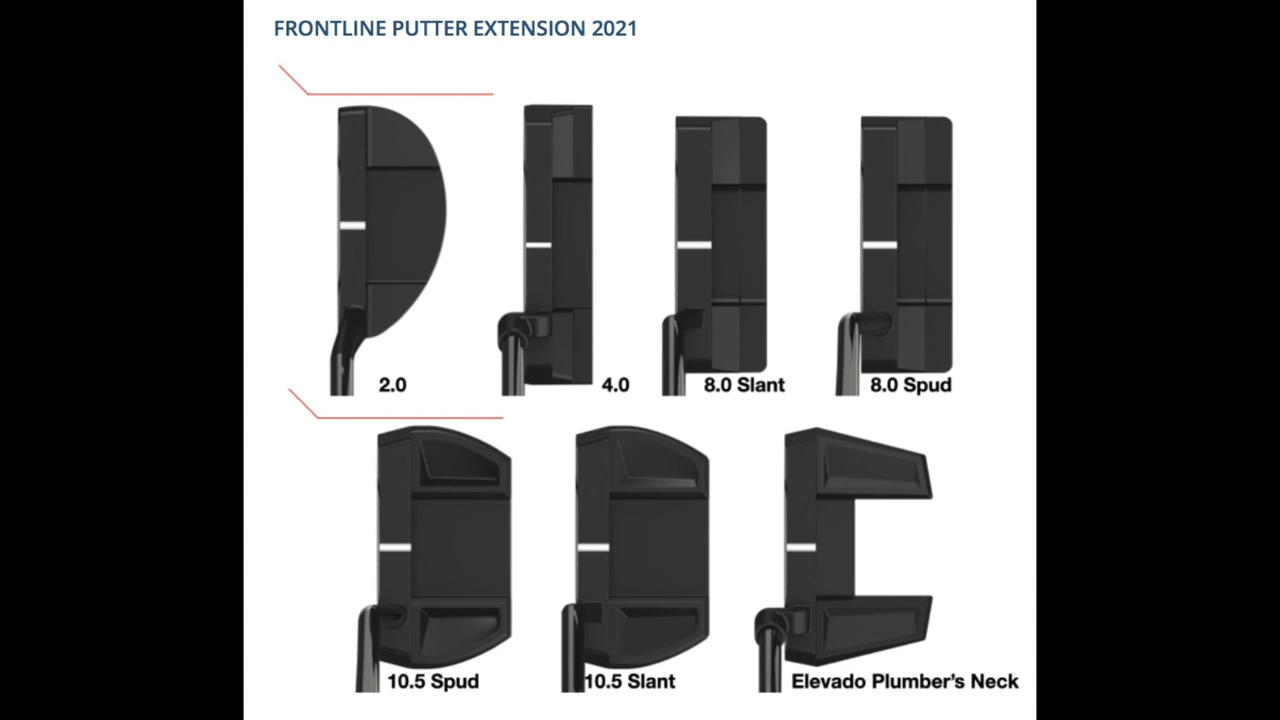 FRONTLINE PUTTER EXTENSION 2021
2.0
4.0
8.0 Slant
8.0 Spud
10.5 Spud
10.5 Slant
Elevado Plumber's Neck